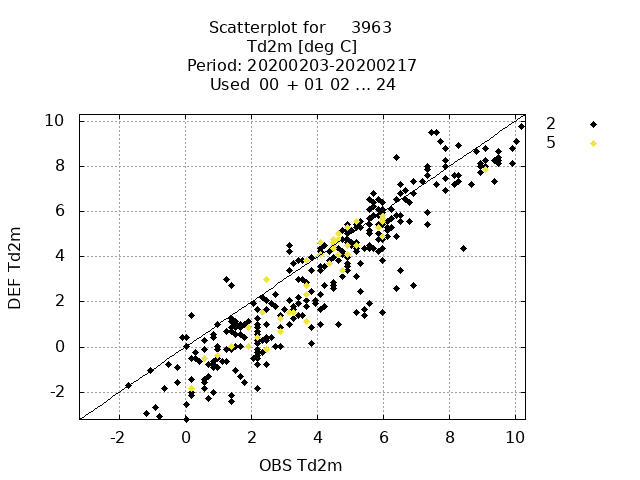 Scatterplot for 3963
Td2m [deg C]
Period: 20200203-20200217
Used 00 + 01 02 ... 24
2
5
10
8
6
4
2
0
-2
DEF Td2m
-2 0 2 4 6 8 10
OBS Td2m